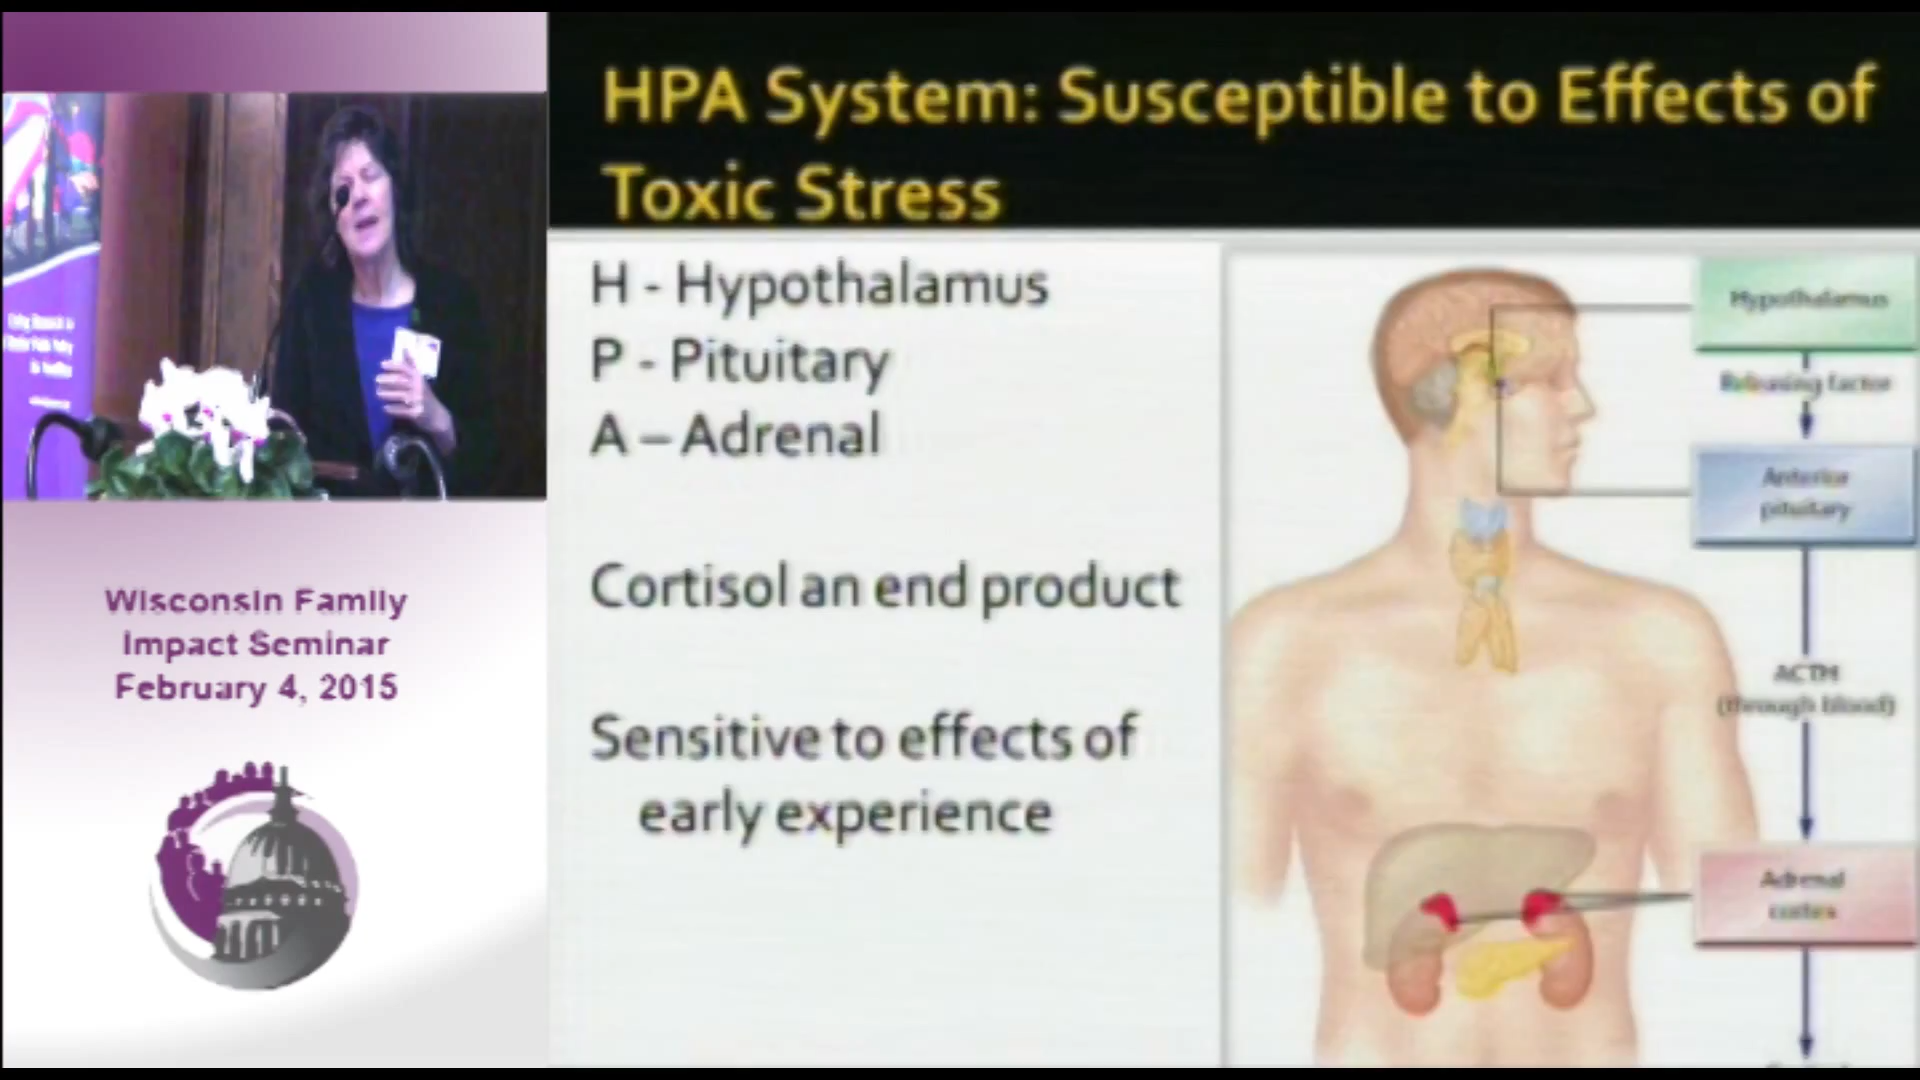 HPA System: Susceptible to Effects of
Toxic Stress
H - Hypothalamus
P - Pituitary
A – Adrenal
Cortisol an end product
Sensitive to effects of
early experience
Hypothalamus
Releasing factor
Anterior
pituitary
ACTH
(through blood)
Adrenal
cortex
Wisconsin Family
Impact Seminar
February 4, 2015